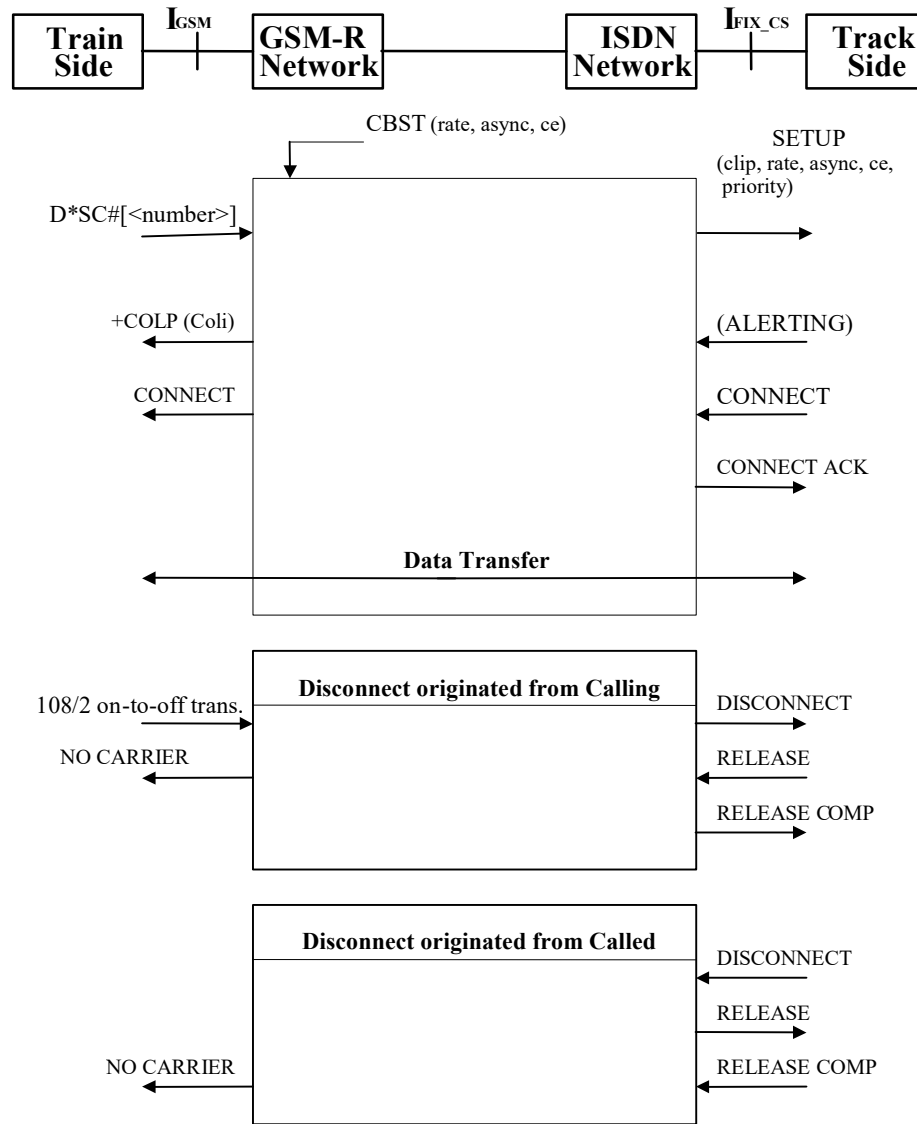 Train Side
I_GSM
GSM-R Network
ISDN Network
I_FIX_CS
Track Side
CBST (rate, async, ce)
SETUP
(clip, rate, async, ce,
priority)
D*SC#[<number>]
+COLP (Coli)
(ALERTING)
CONNECT
CONNECT
CONNECT ACK
Data Transfer
Disconnect originated from Calling
108/2 on-to-off trans.
DISCONNECT
NO CARRIER
RELEASE
RELEASE COMP
Disconnect originated from Called
DISCONNECT
RELEASE
NO CARRIER
RELEASE COMP